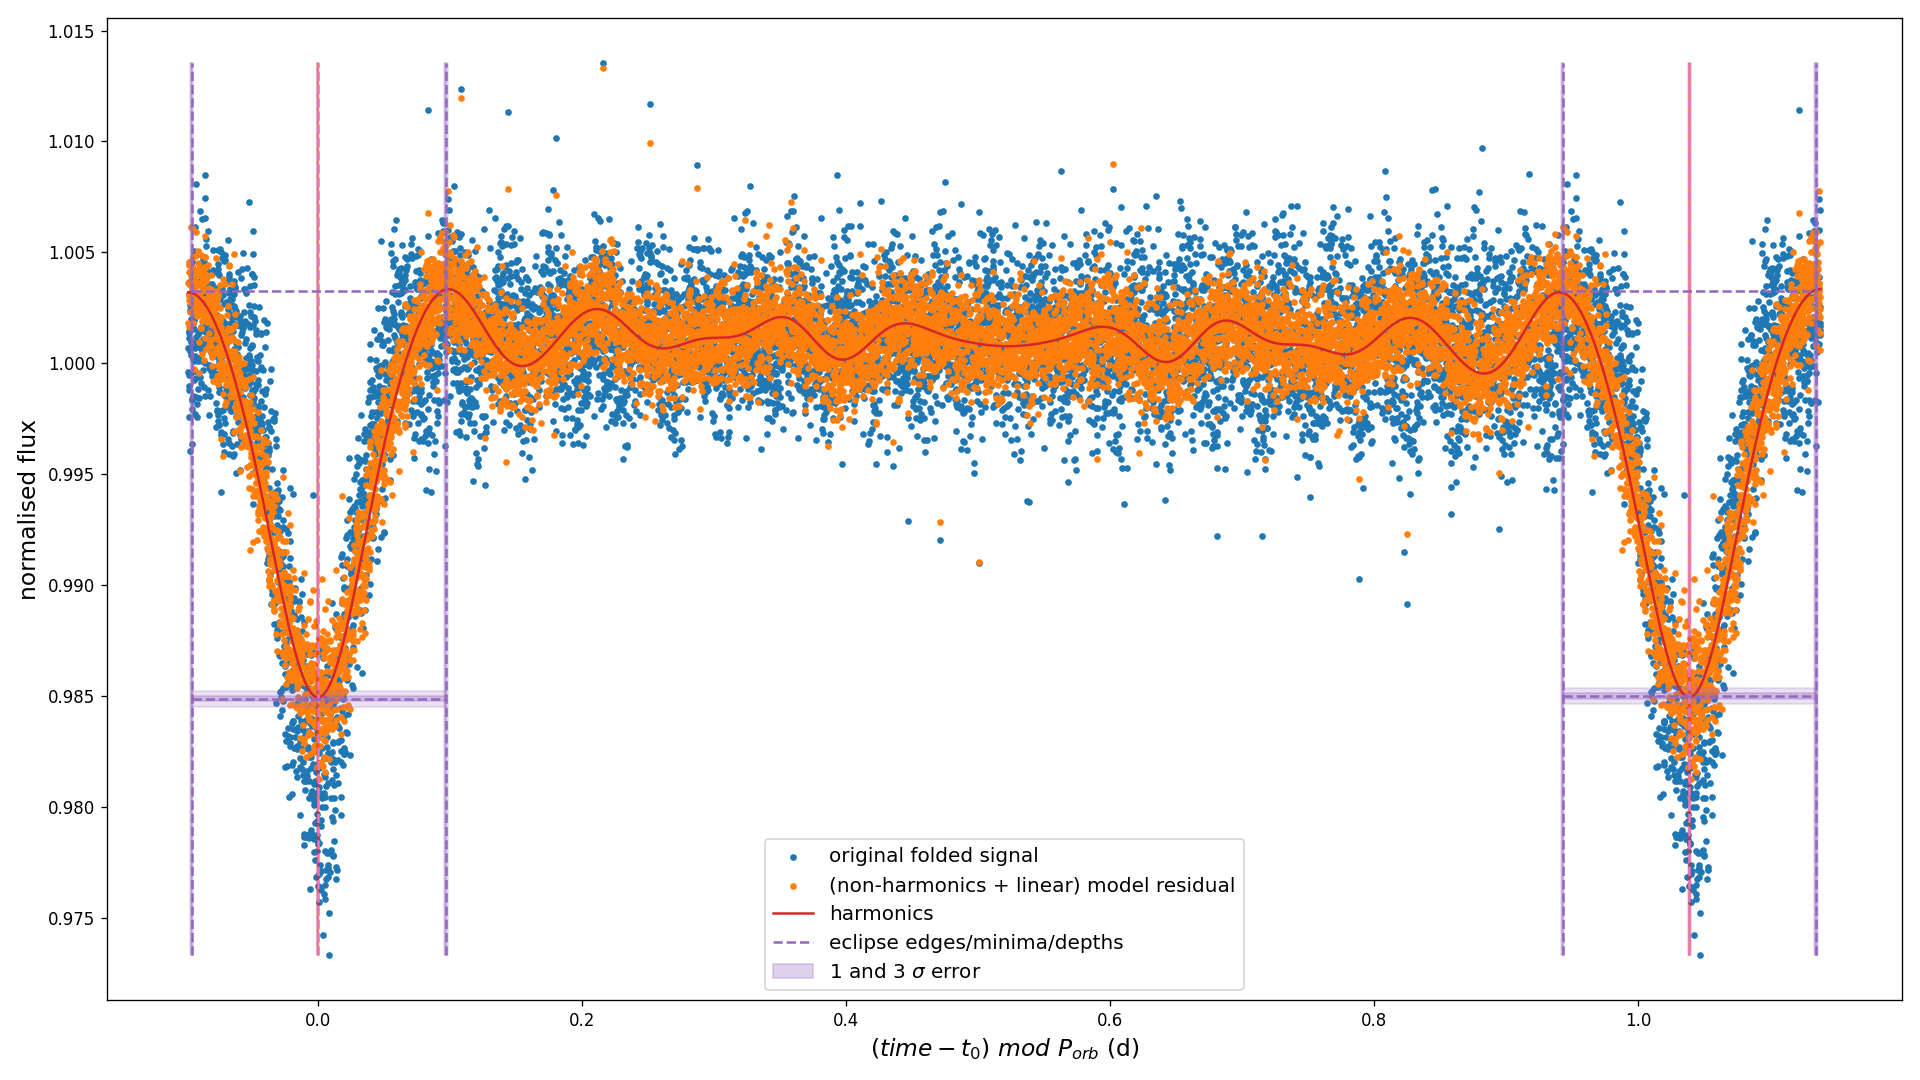 1.015
1.010
1.005
1.000
0.995
0.990
0.985
0.980
0.975
normalised flux
original folded signal
(non-harmonics + linear) model residual
harmonics
eclipse edges/minima/depths
1 and 3 σ error
0.0 0.2 0.4 0.6 0.8 1.0
(time − t₀) mod Pₒᵣb (d)